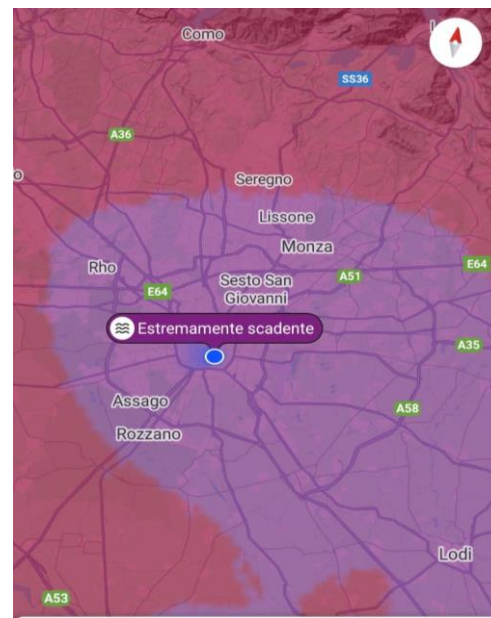 Como
SS36
A36
Seregno
Lissone
Monza
Rho
E64
A51
Sesto San
Giovanni
E64
Estremamente scadente
A35
Assago
A58
Rozzano
Lodi
A53